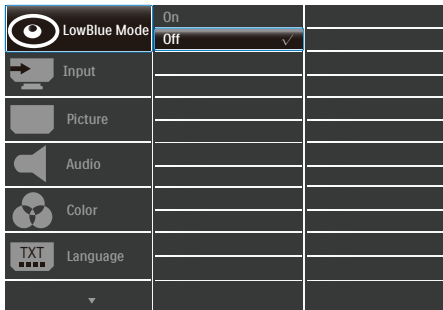 LowBlue Mode
On
Off ✓
Input
Picture
Audio
Color
TXT
Language